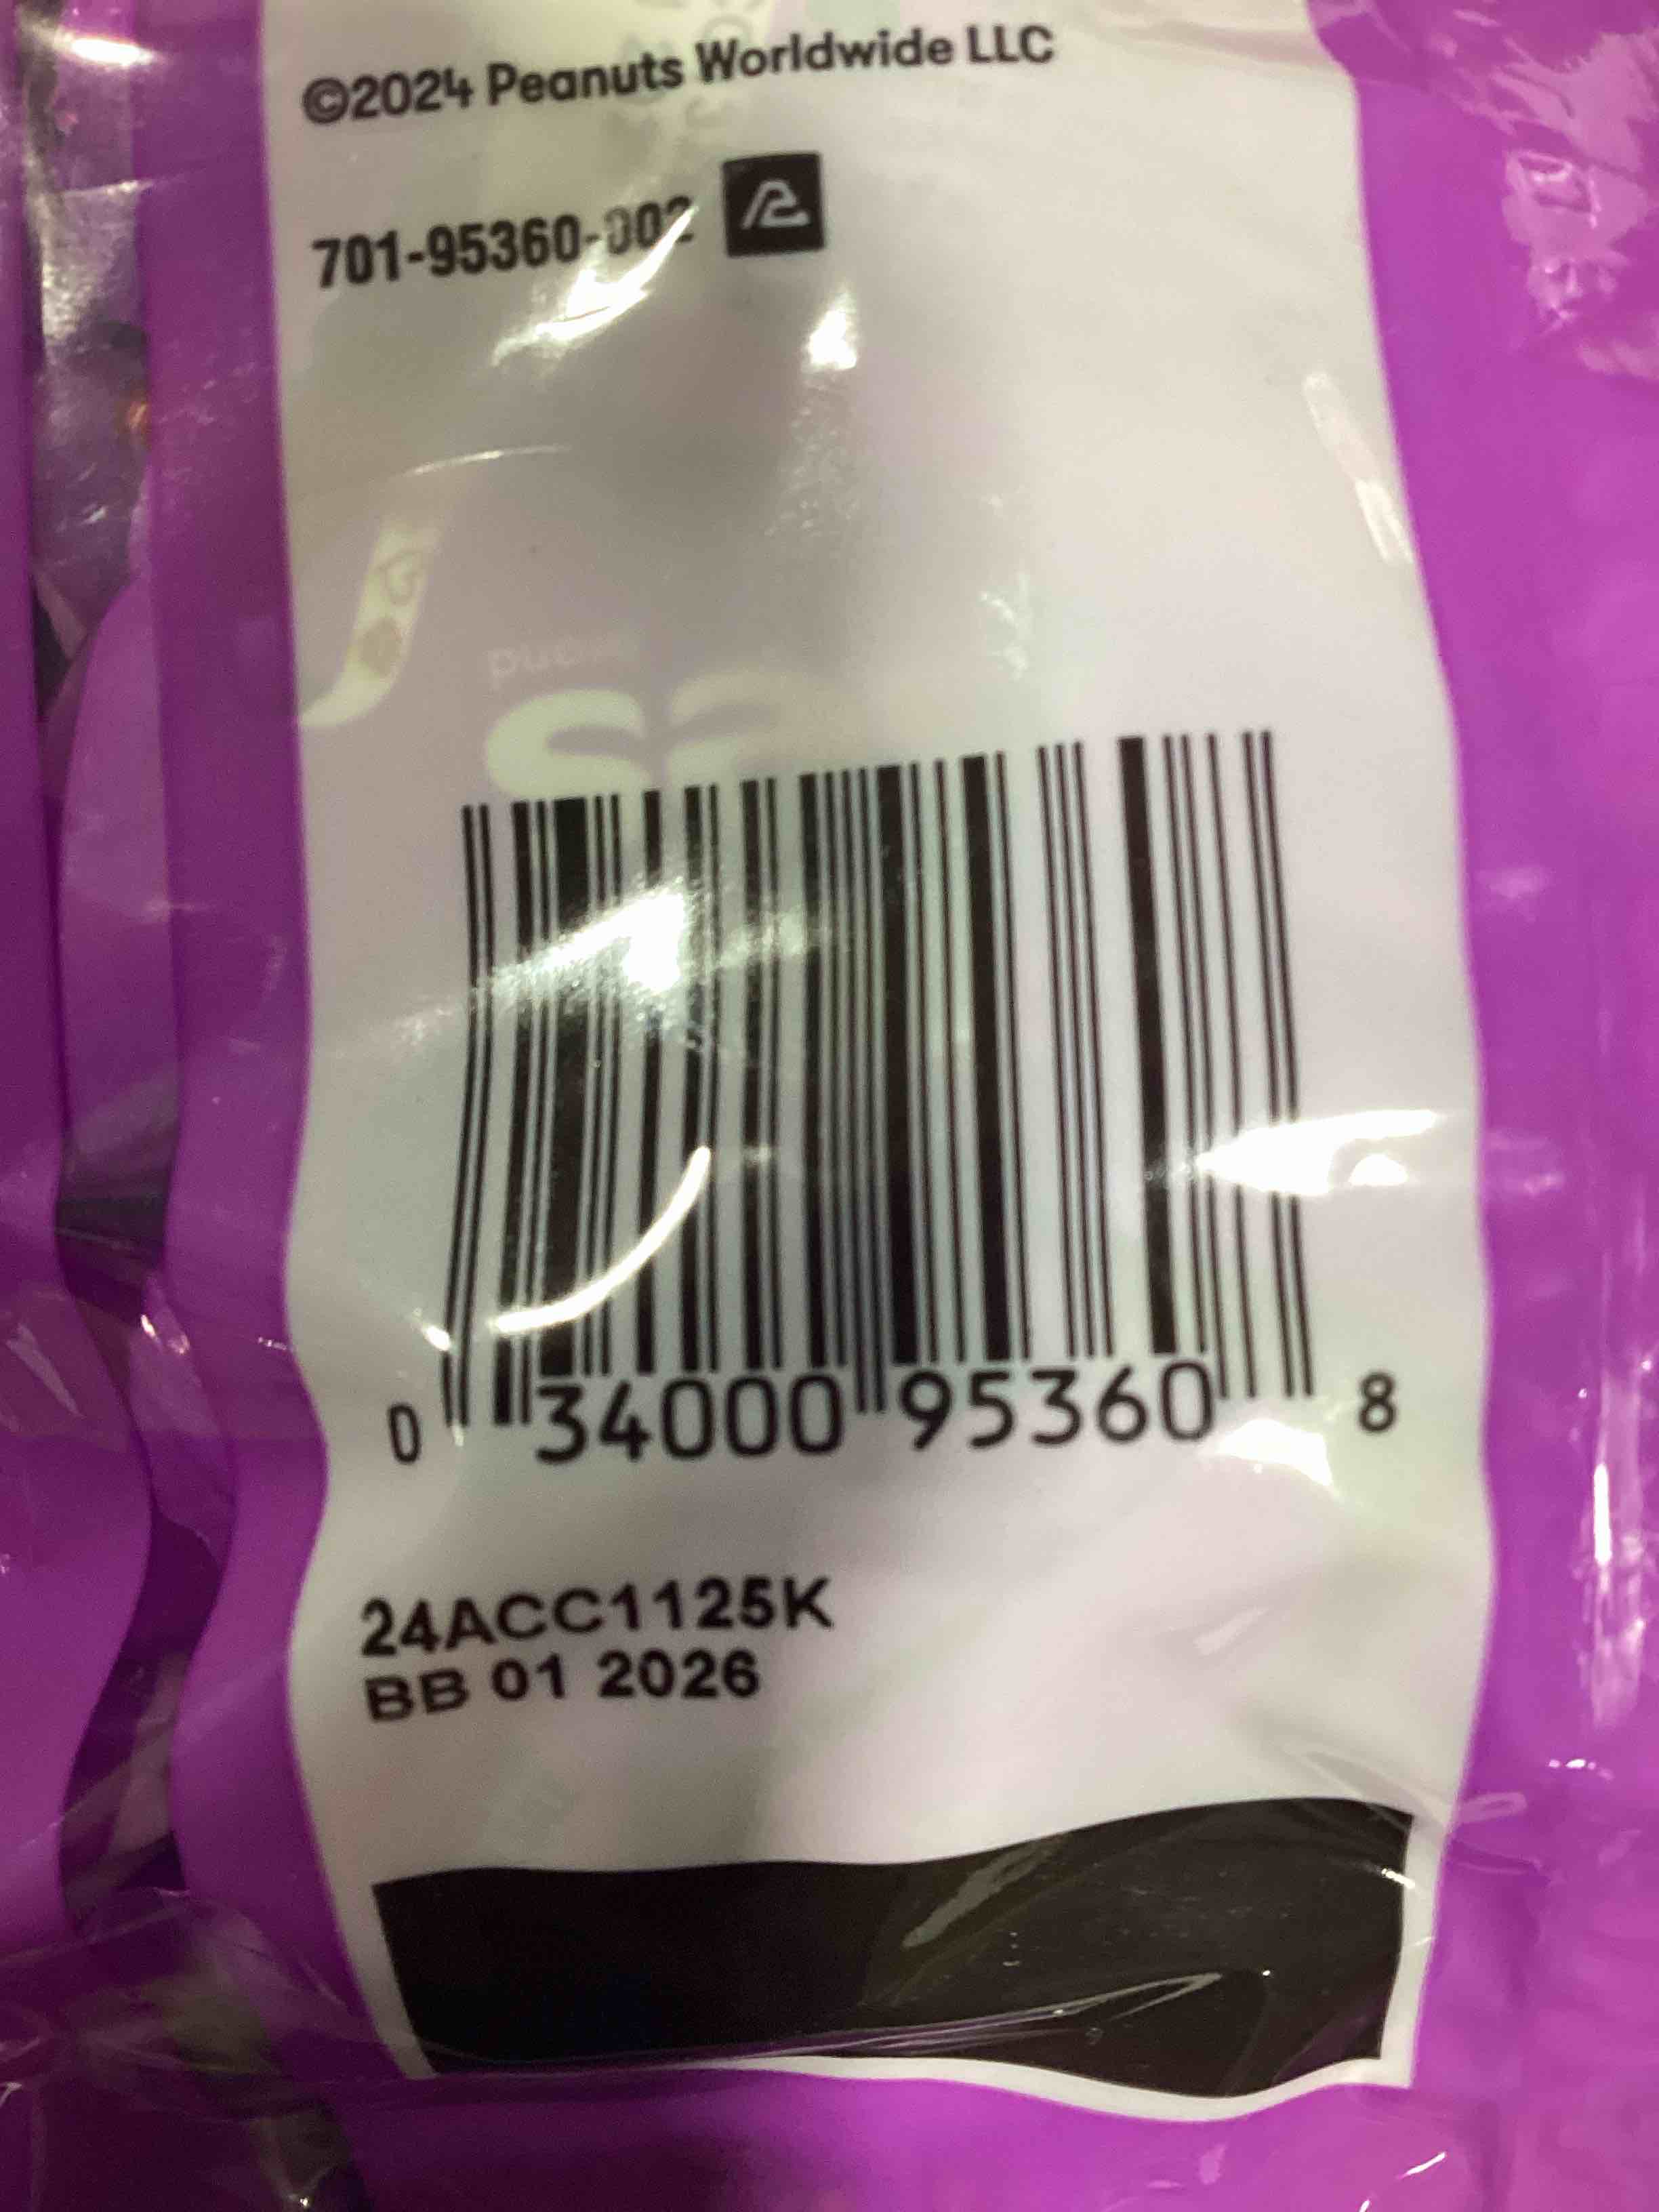 ©2024 Peanuts Worldwide LLC
701-95360-002
0 34000 95360 8
24ACC1125K
BB 01 2026